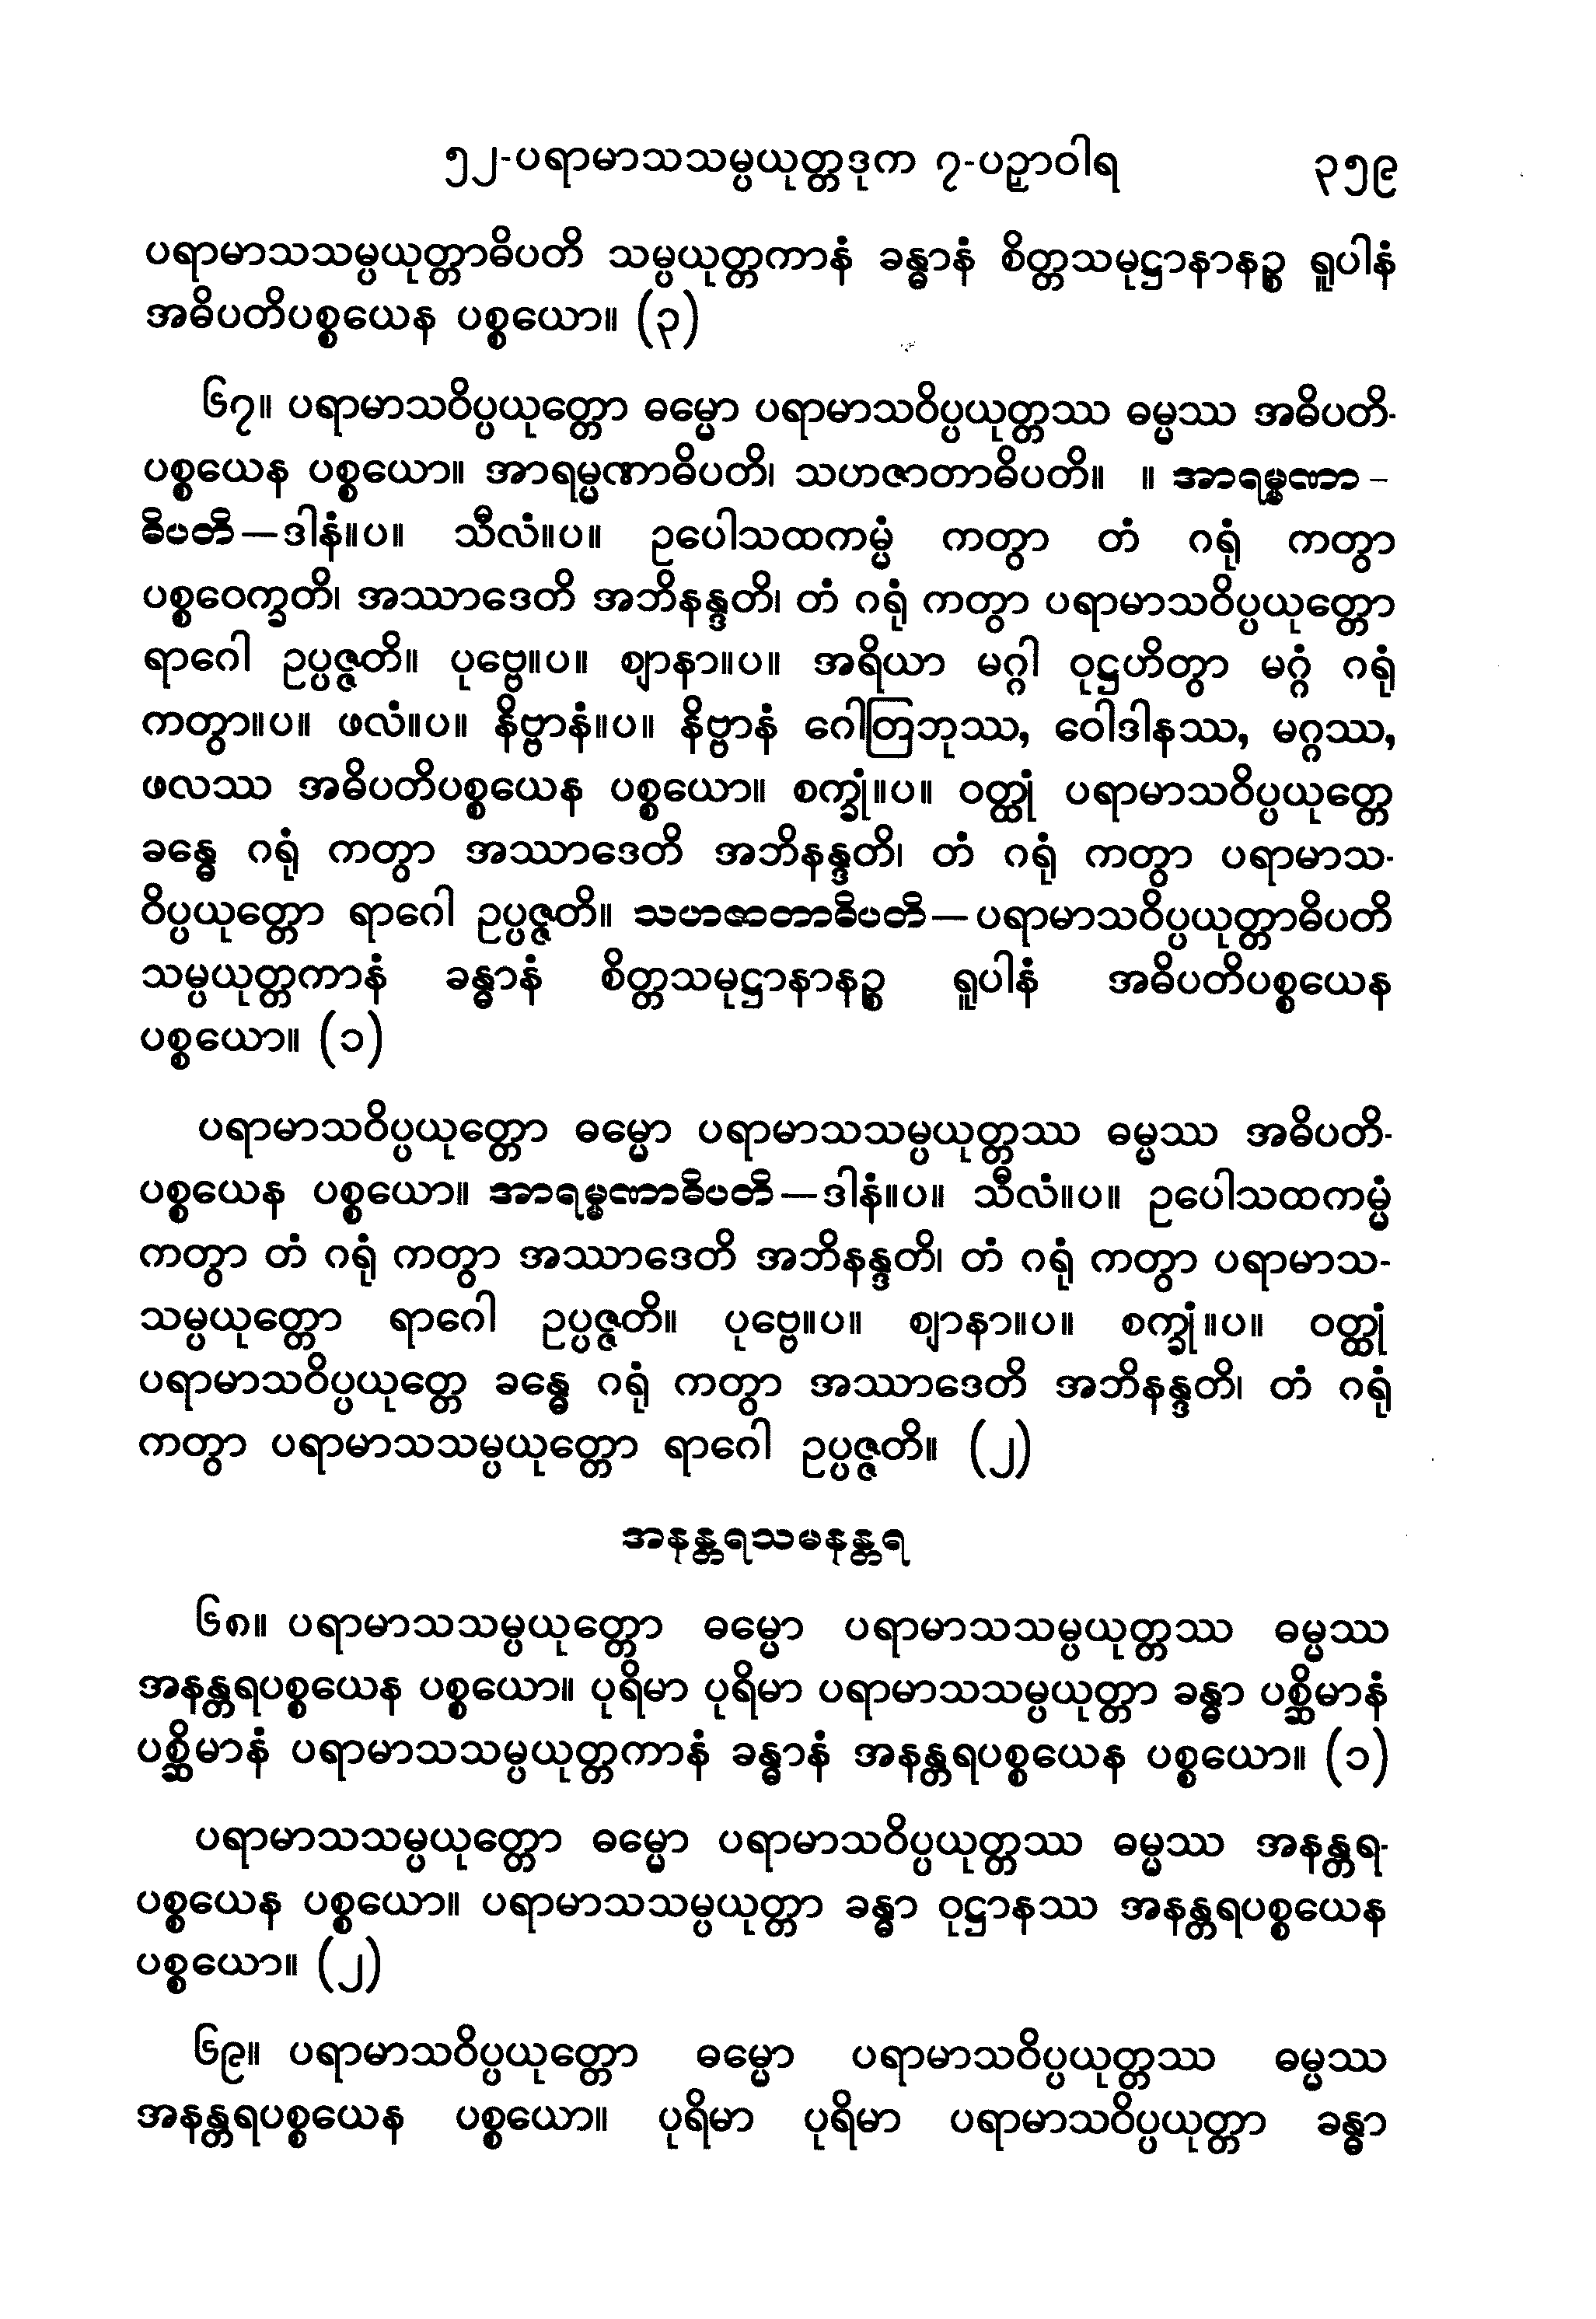 ၅၂-ပရာမာသသမ္ပယုတ္တဒုက ၇-ပဉှာဝါရ ၃၅၉
ပရာမာသသမ္ပယုတ္တာဓိပတိ သမ္ပယုတ္တကာနံ ခန္ဓာနံ စိတ္တသမုဋ္ဌာနာနဉ္စ ရူပါနံ
အဓိပတိပစ္စယေန ပစ္စယော။ (၃)
၆၇။ ပရာမာသဝိပ္ပယုတ္တော ဓမ္မော ပရာမာသဝိပ္ပယုတ္တဿ ဓမ္မဿ အဓိပတိ-
ပစ္စယေန ပစ္စယော။ အာရမ္မဏာဓိပတိ၊ သဟဇာတာဓိပတိ။ ။ အာရမ္မဏာ-
ဓိပတိ—ဒါနံ။ပ။ သီလံ။ပ။ ဥပေါသထကမ္မံ ကတွာ တံ ဂရုံ ကတွာ
ပစ္စဝေက္ခတိ၊ အဿာဒေတိ အဘိနန္ဒတိ၊ တံ ဂရုံ ကတွာ ပရာမာသဝိပ္ပယုတ္တော
ရာဂေါ ဥပ္ပဇ္ဇတိ။ ပုဗ္ဗေ။ပ။ ဈာနာ။ပ။ အရိယာ မဂ္ဂါ ဝုဋ္ဌဟိတွာ မဂ္ဂံ ဂရုံ
ကတွာ။ပ။ ဖလံ။ပ။ နိဗ္ဗာနံ။ပ။ နိဗ္ဗာနံ ဂေါတြဘုဿ, ဝေါဒါနဿ, မဂ္ဂဿ,
ဖလဿ အဓိပတိပစ္စယေန ပစ္စယော။ စက္ခုံ။ပ။ ဝတ္ထုံ ပရာမာသဝိပ္ပယုတ္တေ
ခန္ဓေ ဂရုံ ကတွာ အဿာဒေတိ အဘိနန္ဒတိ၊ တံ ဂရုံ ကတွာ ပရာမာသ-
ဝိပ္ပယုတ္တော ရာဂေါ ဥပ္ပဇ္ဇတိ။ သဟဇာတာဓိပတိ—ပရာမာသဝိပ္ပယုတ္တာဓိပတိ
သမ္ပယုတ္တကာနံ ခန္ဓာနံ စိတ္တသမုဋ္ဌာနာနဉ္စ ရူပါနံ အဓိပတိပစ္စယေန
ပစ္စယော။ (၁)
ပရာမာသဝိပ္ပယုတ္တော ဓမ္မော ပရာမာသသမ္ပယုတ္တဿ ဓမ္မဿ အဓိပတိ-
ပစ္စယေန ပစ္စယော။ အာရမ္မဏာဓိပတိ—ဒါနံ။ပ။ သီလံ။ပ။ ဥပေါသထကမ္မံ
ကတွာ တံ ဂရုံ ကတွာ အဿာဒေတိ အဘိနန္ဒတိ၊ တံ ဂရုံ ကတွာ ပရာမာသ-
သမ္ပယုတ္တော ရာဂေါ ဥပ္ပဇ္ဇတိ။ ပုဗ္ဗေ။ပ။ ဈာနာ။ပ။ စက္ခုံ။ပ။ ဝတ္ထုံ
ပရာမာသဝိပ္ပယုတ္တေ ခန္ဓေ ဂရုံ ကတွာ အဿာဒေတိ အဘိနန္ဒတိ၊ တံ ဂရုံ
ကတွာ ပရာမာသသမ္ပယုတ္တော ရာဂေါ ဥပ္ပဇ္ဇတိ။ (၂)
အနန္တရသမနန္တရ
၆၈။ ပရာမာသသမ္ပယုတ္တော ဓမ္မော ပရာမာသသမ္ပယုတ္တဿ ဓမ္မဿ
အနန္တရပစ္စယေန ပစ္စယော။ ပုရိမာ ပုရိမာ ပရာမာသသမ္ပယုတ္တာ ခန္ဓာ ပစ္ဆိမာနံ
ပစ္ဆိမာနံ ပရာမာသသမ္ပယုတ္တကာနံ ခန္ဓာနံ အနန္တရပစ္စယေန ပစ္စယော။ (၁)
ပရာမာသသမ္ပယုတ္တော ဓမ္မော ပရာမာသဝိပ္ပယုတ္တဿ ဓမ္မဿ အနန္တရ-
ပစ္စယေန ပစ္စယော။ ပရာမာသသမ္ပယုတ္တာ ခန္ဓာ ဝုဋ္ဌာနဿ အနန္တရပစ္စယေန
ပစ္စယော။ (၂)
၆၉။ ပရာမာသဝိပ္ပယုတ္တော ဓမ္မော ပရာမာသဝိပ္ပယုတ္တဿ ဓမ္မဿ
အနန္တရပစ္စယေန ပစ္စယော။ ပုရိမာ ပုရိမာ ပရာမာသဝိပ္ပယုတ္တာ ခန္ဓာ